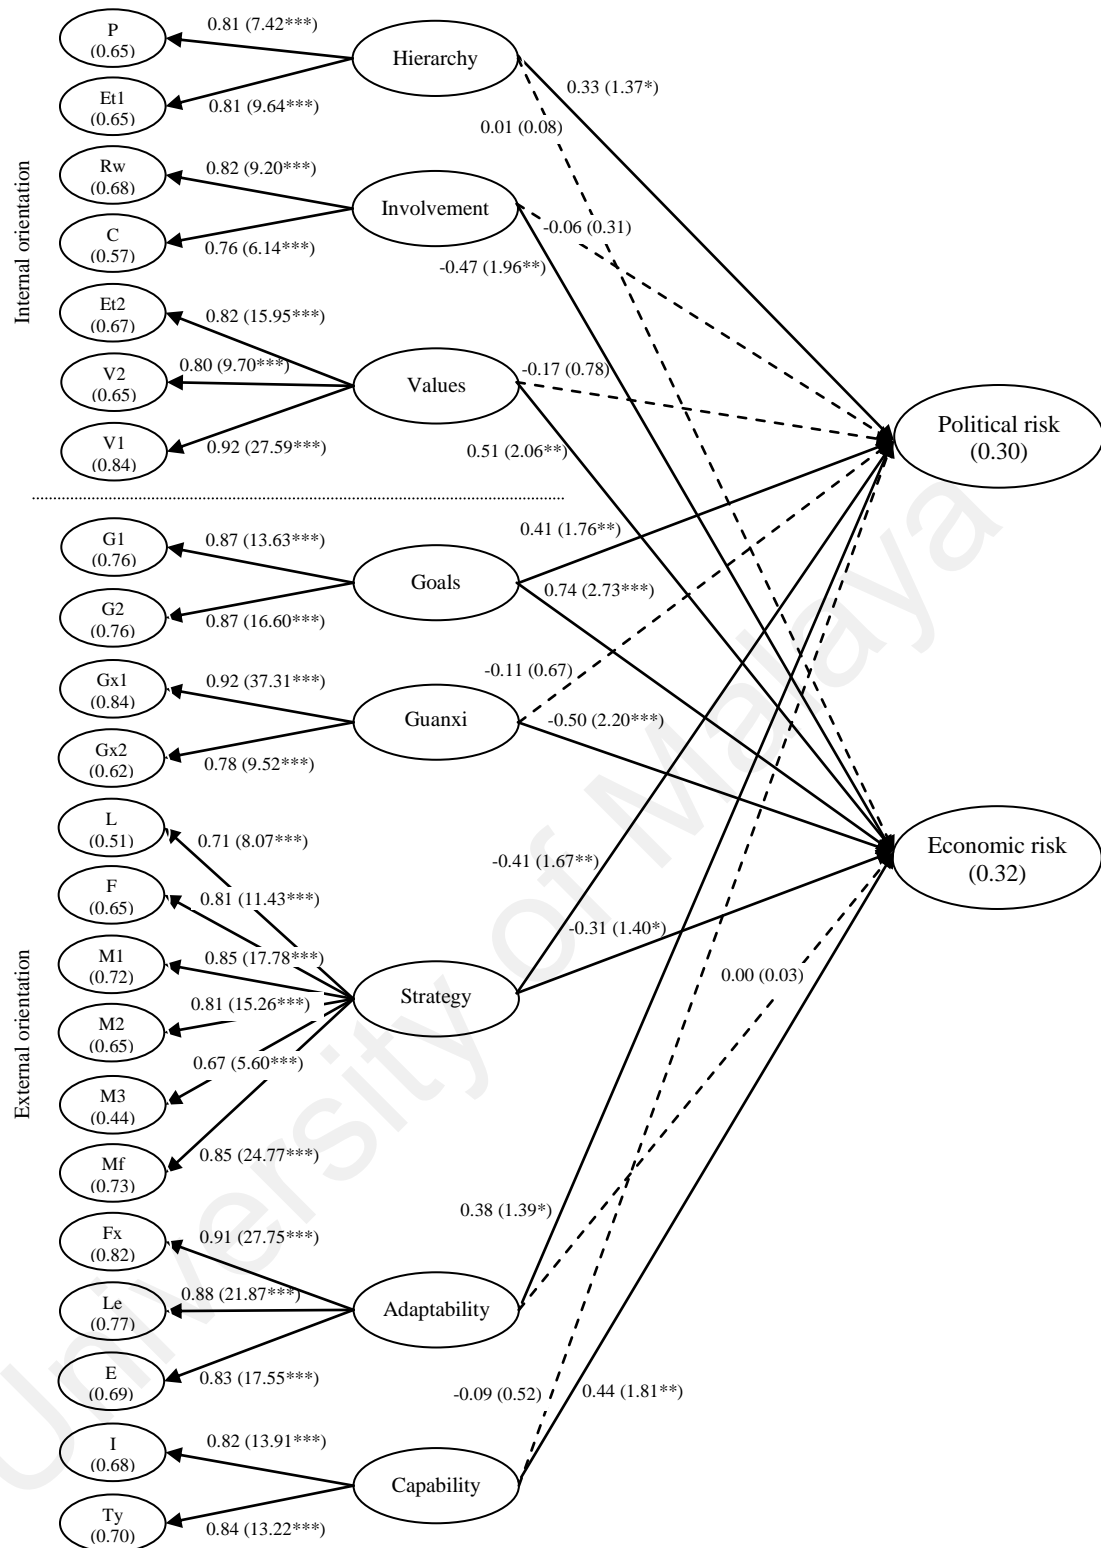 Internal orientation
External orientation
P
(0.65)
0.81 (7.42***)
Hierarchy
Et1
(0.65)
0.81 (9.64***)
0.33 (1.37*)
0.01 (0.08)
Rw
(0.68)
0.82 (9.20***)
Involvement
C
(0.57)
0.76 (6.14***)
-0.06 (0.31)
-0.47 (1.96**)
Et2
(0.67)
0.82 (15.95***)
V2
(0.65)
0.80 (9.70***)
Values
V1
(0.84)
0.92 (27.59***)
-0.17 (0.78)
0.51 (2.06**)
Political risk
(0.30)
G1
(0.76)
0.87 (13.63***)
Goals
G2
(0.76)
0.87 (16.60***)
0.41 (1.76**)
0.74 (2.73***)
Gx1
(0.84)
0.92 (37.31***)
Guanxi
Gx2
(0.62)
0.78 (9.52***)
-0.11 (0.67)
-0.50 (2.20***)
Economic risk
(0.32)
L
(0.51)
0.71 (8.07***)
F
(0.65)
0.81 (11.43***)
M1
(0.72)
0.85 (17.78***)
Strategy
M2
(0.65)
0.81 (15.26***)
M3
(0.44)
0.67 (5.60***)
Mf
(0.73)
0.85 (24.77***)
-0.41 (1.67**)
-0.31 (1.40*)
0.00 (0.03)
Fx
(0.82)
0.91 (27.75***)
Le
(0.77)
0.88 (21.87***)
Adaptability
E
(0.69)
0.83 (17.55***)
0.38 (1.39*)
-0.09 (0.52)
0.44 (1.81**)
I
(0.68)
0.82 (13.91***)
Capability
Ty
(0.70)
0.84 (13.22***)
University of Malaya